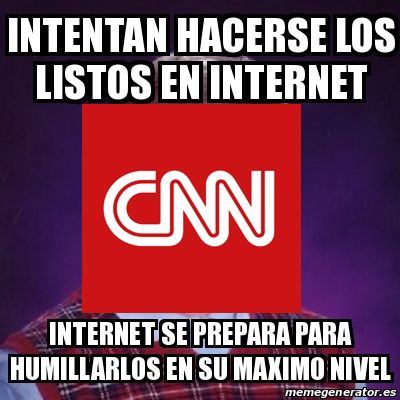 INTENTAN HACERSE LOS
LISTOS EN INTERNET
CNN
INTERNET SE PREPARA PARA
HUMILLARLOS EN SU MAXIMO NIVEL
memegenerator.es